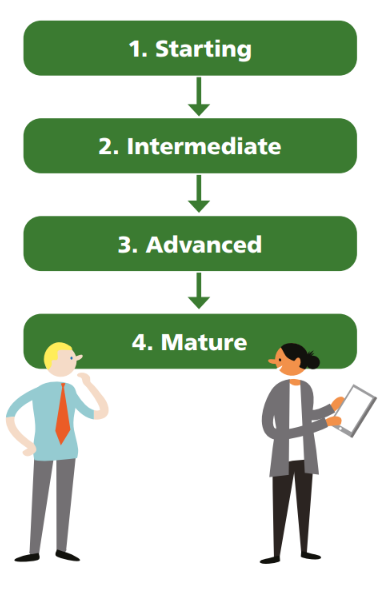 1. Starting
2. Intermediate
3. Advanced
4. Mature